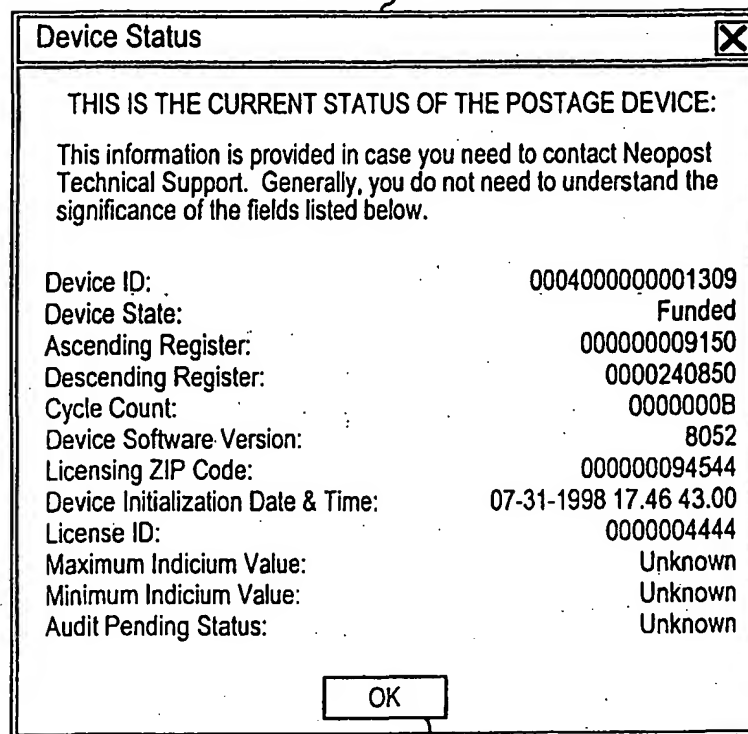 Device Status
THIS IS THE CURRENT STATUS OF THE POSTAGE DEVICE:
This information is provided in case you need to contact Neopost
Technical Support. Generally, you do not need to understand the
significance of the fields listed below.
Device ID: 0004000000001309
Device State: Funded
Ascending Register: 000000009150
Descending Register: 0000240850
Cycle Count: 0000000B
Device Software Version: 8052
Licensing ZIP Code: 000000094544
Device Initialization Date & Time: 07-31-1998 17.46 43.00
License ID: 0000004444
Maximum Indicium Value: Unknown
Minimum Indicium Value: Unknown
Audit Pending Status: Unknown
OK